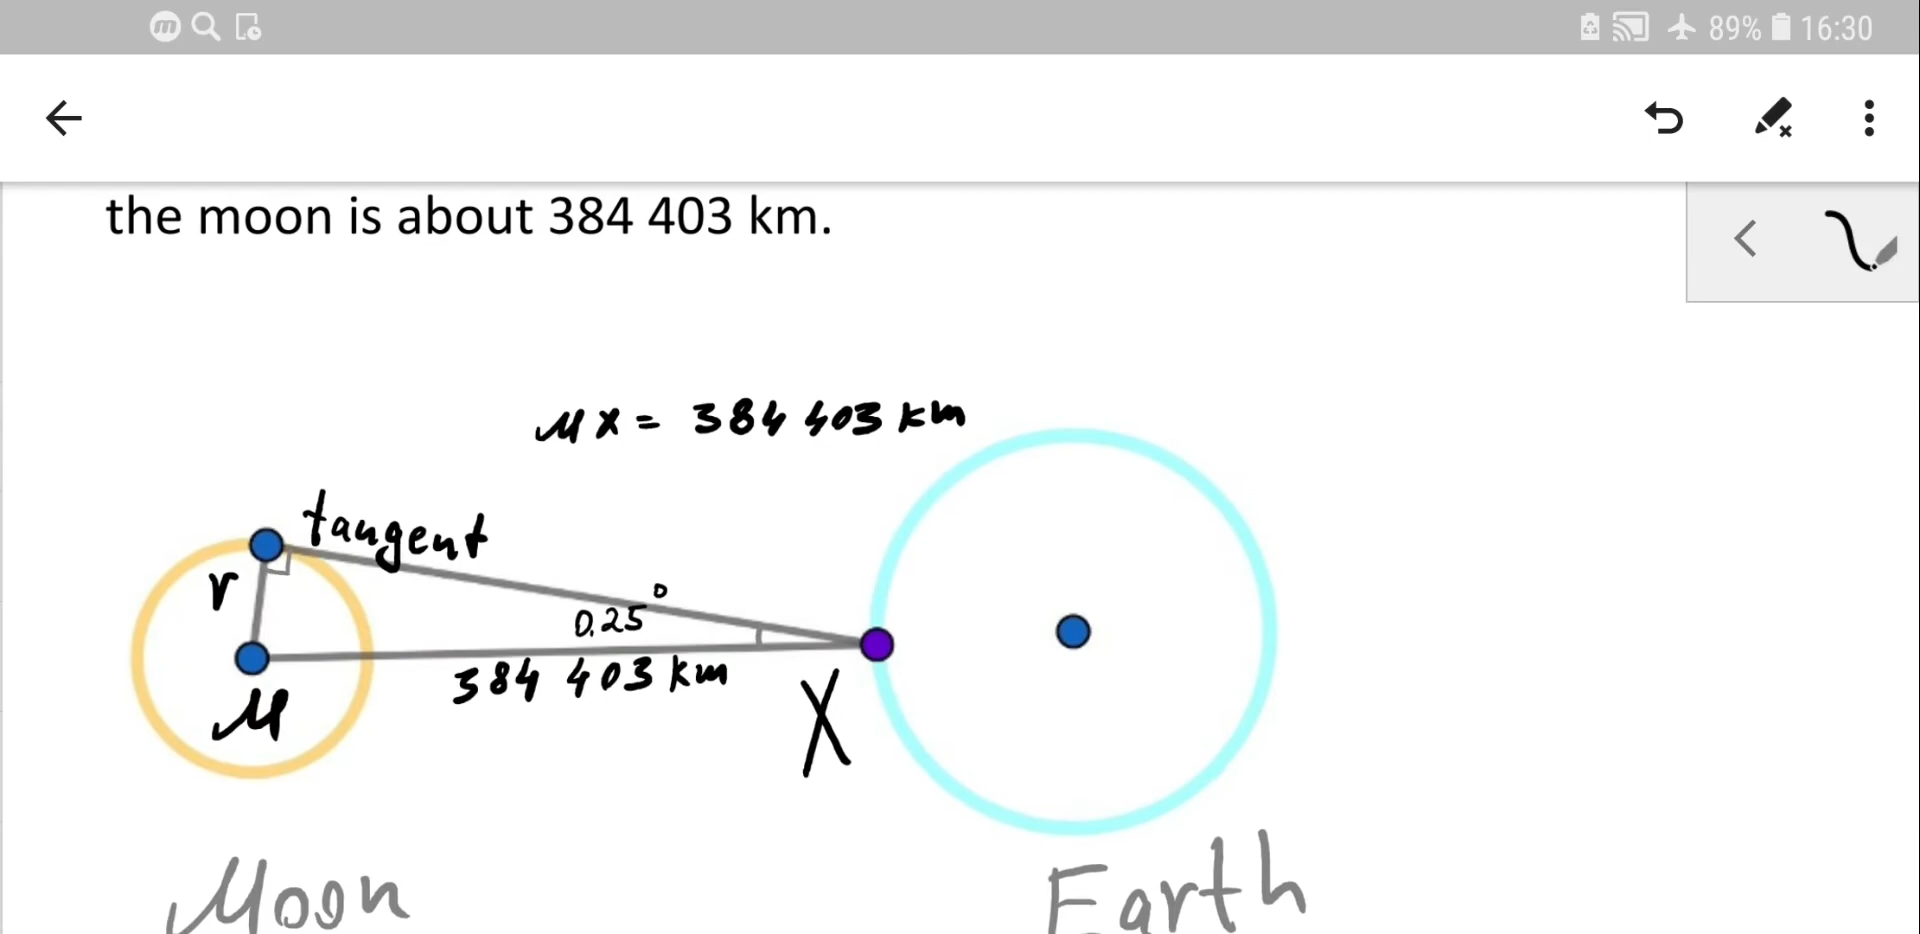 89% 16:30
the moon is about 384 403 km.
MX = 384 403 km
tangent
r
0.25°
384 403 km
M
X
Moon
Earth